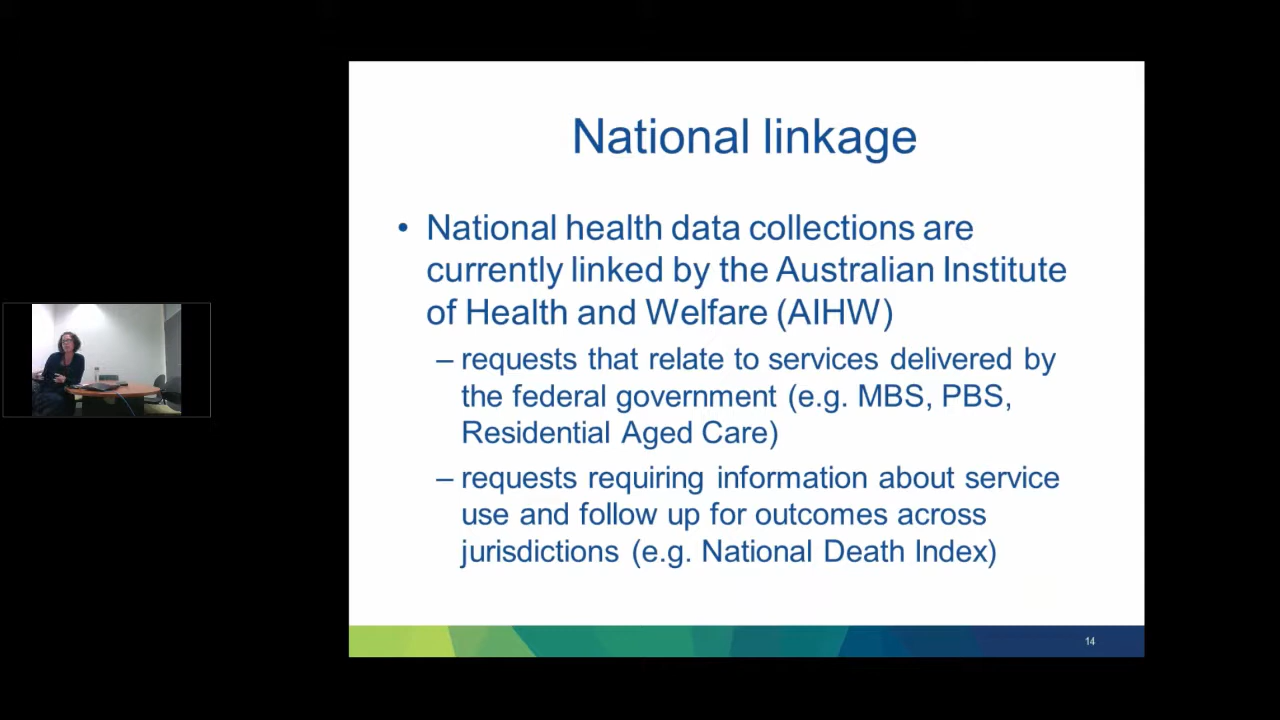 National linkage
• National health data collections are
currently linked by the Australian Institute
of Health and Welfare (AIHW)
– requests that relate to services delivered by
the federal government (e.g. MBS, PBS,
Residential Aged Care)
– requests requiring information about service
use and follow up for outcomes across
jurisdictions (e.g. National Death Index)
14